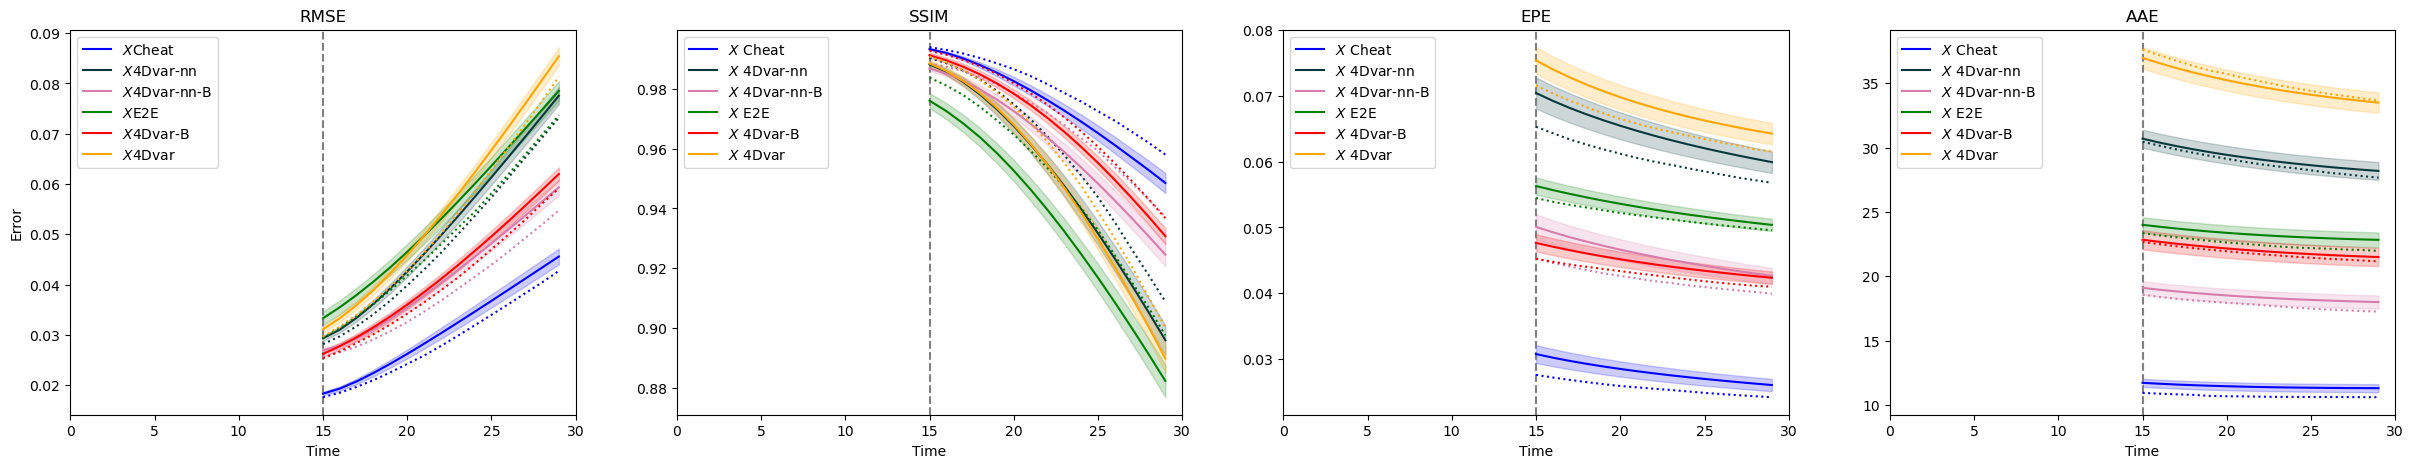 RMSE
0.09
0.08
0.07
0.06
0.05
0.04
0.03
0.02
Error
XCheat
X4Dvar-nn
X4Dvar-nn-B
XE2E
X4Dvar-B
X4Dvar
0 5 10 15 20 25 30
Time
SSIM
0.98
0.96
0.94
0.92
0.90
0.88
X Cheat
X 4Dvar-nn
X 4Dvar-nn-B
X E2E
X 4Dvar-B
X 4Dvar
0 5 10 15 20 25 30
Time
EPE
0.08
0.07
0.06
0.05
0.04
0.03
X Cheat
X 4Dvar-nn
X 4Dvar-nn-B
X E2E
X 4Dvar-B
X 4Dvar
0 5 10 15 20 25 30
Time
AAE
35
30
25
20
15
10
X Cheat
X 4Dvar-nn
X 4Dvar-nn-B
X E2E
X 4Dvar-B
X 4Dvar
0 5 10 15 20 25 30
Time